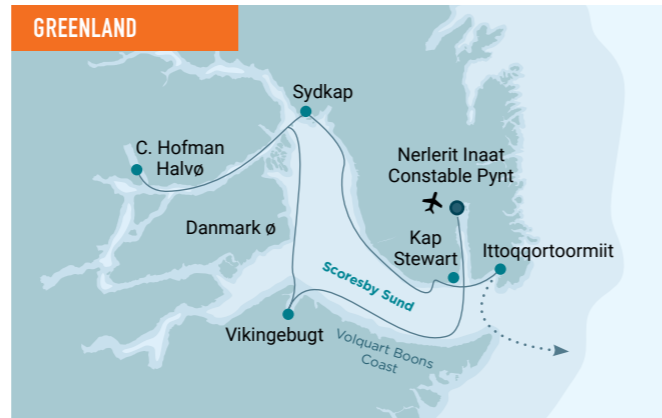 GREENLAND
Sydkap
C. Hofman
Halvø
Nerlerit Inaat
Constable Pynt
Danmark ø
Kap
Stewart
Ittoqqortoormiit
Scoresby Sund
Vikingebugt
Volquart Boons
Coast